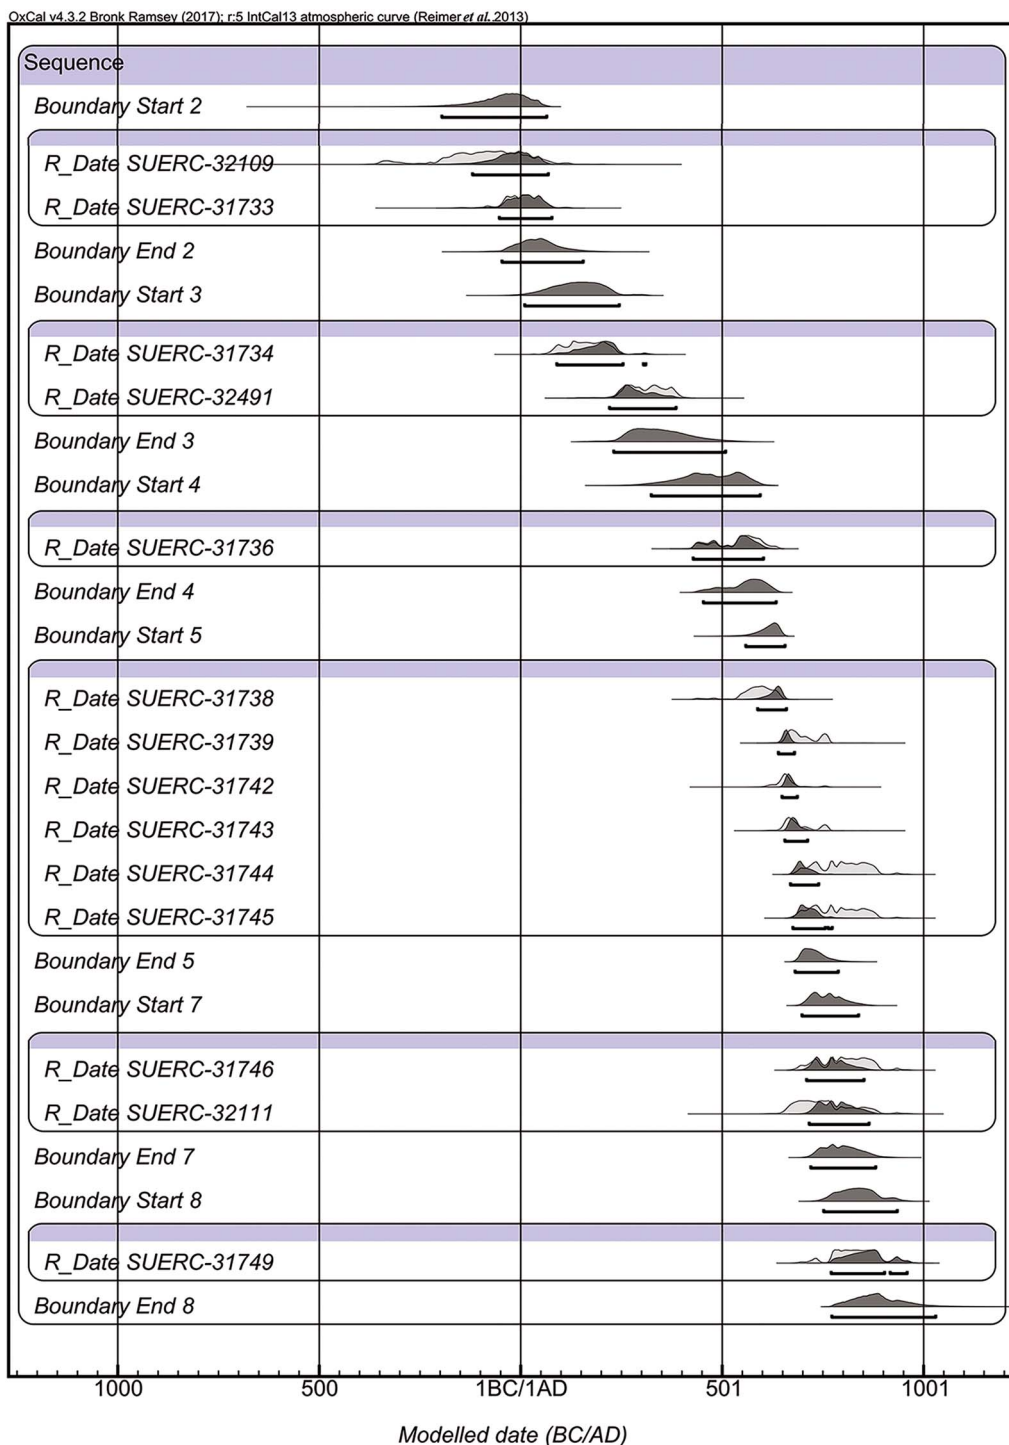 OxCal v4.3.2 Bronk Ramsey (2017); r:5 IntCal13 atmospheric curve (Reimer et al. 2013)
Sequence
Boundary Start 2
R_Date SUERC-32109
R_Date SUERC-31733
Boundary End 2
Boundary Start 3
R_Date SUERC-31734
R_Date SUERC-32491
Boundary End 3
Boundary Start 4
R_Date SUERC-31736
Boundary End 4
Boundary Start 5
R_Date SUERC-31738
R_Date SUERC-31739
R_Date SUERC-31742
R_Date SUERC-31743
R_Date SUERC-31744
R_Date SUERC-31745
Boundary End 5
Boundary Start 7
R_Date SUERC-31746
R_Date SUERC-32111
Boundary End 7
Boundary Start 8
R_Date SUERC-31749
Boundary End 8
1000 500 1BC/1AD 501 1001
Modelled date (BC/AD)